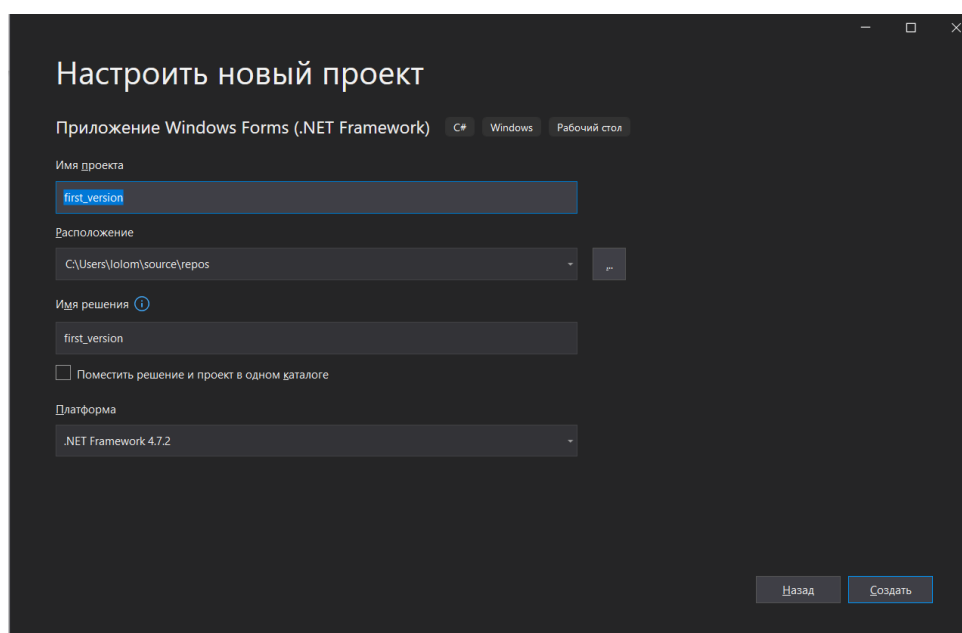 Настроить новый проект
Приложение Windows Forms (.NET Framework) C# Windows Рабочий стол
Имя проекта
first_version
Расположение
C:\Users\lolom\source\repos ...
Имя решения
first_version
Поместить решение и проект в одном каталоге
Платформа
.NET Framework 4.7.2
Назад Создать